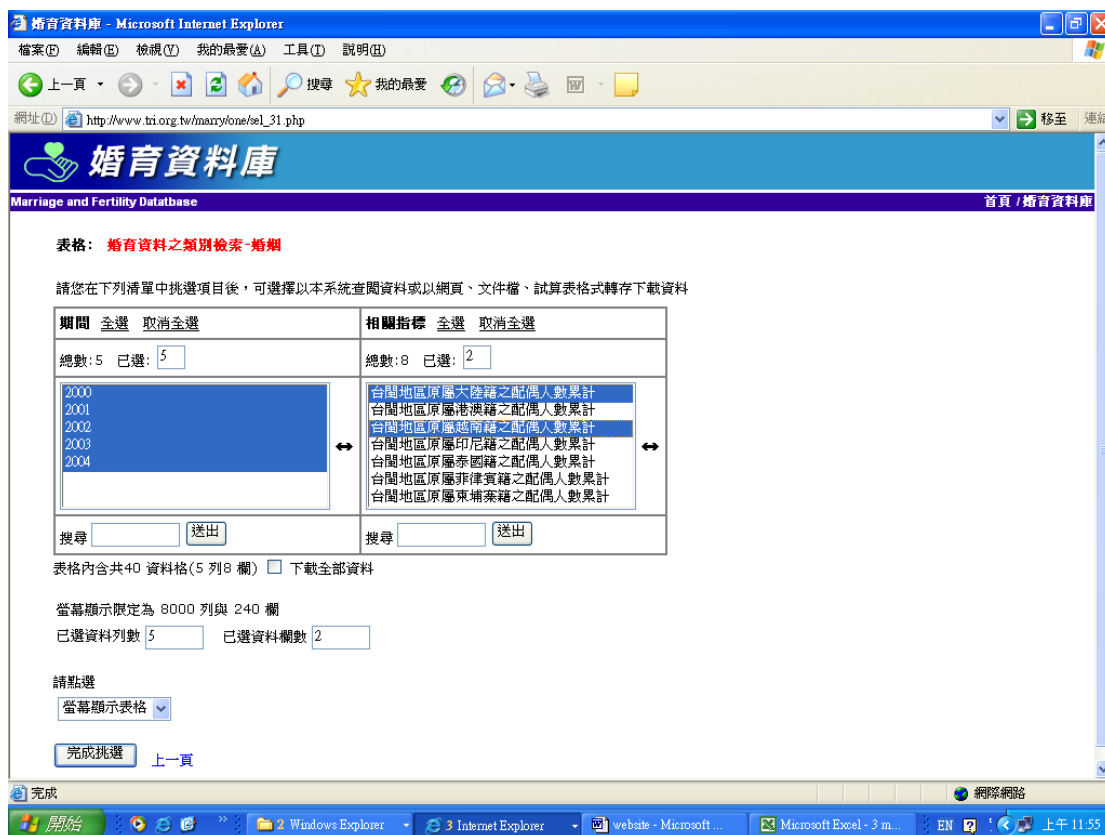 婚育資料庫 - Microsoft Internet Explorer
檔案(F) 編輯(E) 檢視(V) 我的最愛(A) 工具(T) 說明(H)
上一頁 搜尋 我的最愛
網址(D) http://www.tri.org.tw/marry/one/sel_31.php 移至 連結
婚育資料庫
Marriage and Fertility Datatbase 首頁 / 婚育資料庫
表格: 婚育資料之類別檢索-婚姻
請您在下列清單中挑選項目後,可選擇以本系統查閱資料或以網頁、文件檔、試算表格式轉存下載資料
期間 全選 取消全選 相關指標 全選 取消全選
總數:5 已選: 5 總數:8 已選: 2
2000 台閩地區原屬大陸籍之配偶人數累計
2001 台閩地區原屬港澳籍之配偶人數累計
2002 台閩地區原屬越南籍之配偶人數累計
2003 台閩地區原屬印尼籍之配偶人數累計
2004 台閩地區原屬泰國籍之配偶人數累計
台閩地區原屬菲律賓籍之配偶人數累計
台閩地區原屬柬埔寨籍之配偶人數累計
搜尋 送出 搜尋 送出
表格內含共40 資料格(5 列8 欄) 下載全部資料
螢幕顯示限定為 8000 列與 240 欄
已選資料列數 5 已選資料欄數 2
請點選
螢幕顯示表格
完成挑選 上一頁
完成 網際網路
開始 2 Windows Explorer 3 Internet Explorer website - Microsoft ... Microsoft Excel - 3 m... EN 上午 11:55